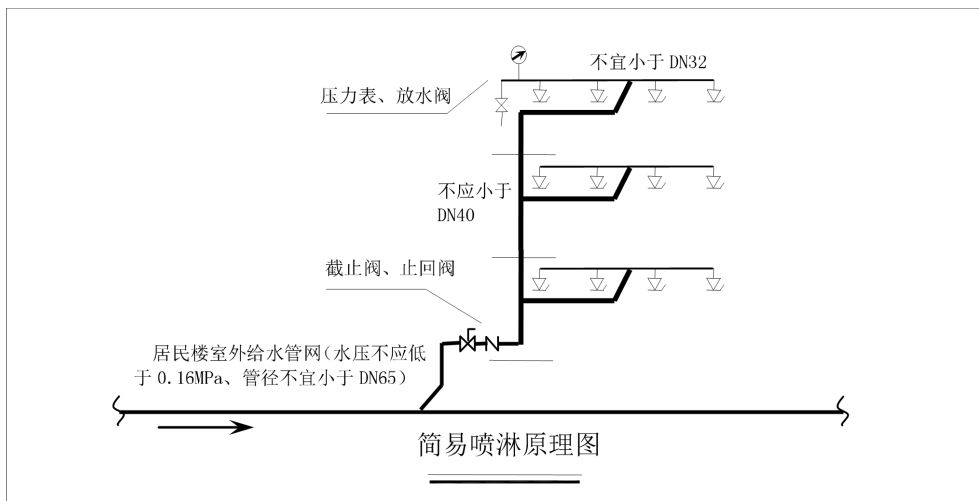 不宜小于 DN32
压力表、放水阀
不应小于
DN40
截止阀、止回阀
居民楼室外给水管网(水压不应低
于 0.16MPa、管径不宜小于 DN65)
简易喷淋原理图